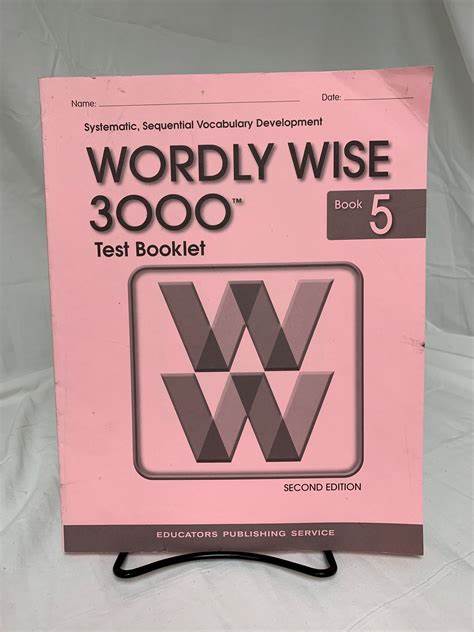 Name: Date:
Systematic, Sequential Vocabulary Development
WORDLY WISE
3000™
Book 5
Test Booklet
W
W
SECOND EDITION
EDUCATORS PUBLISHING SERVICE